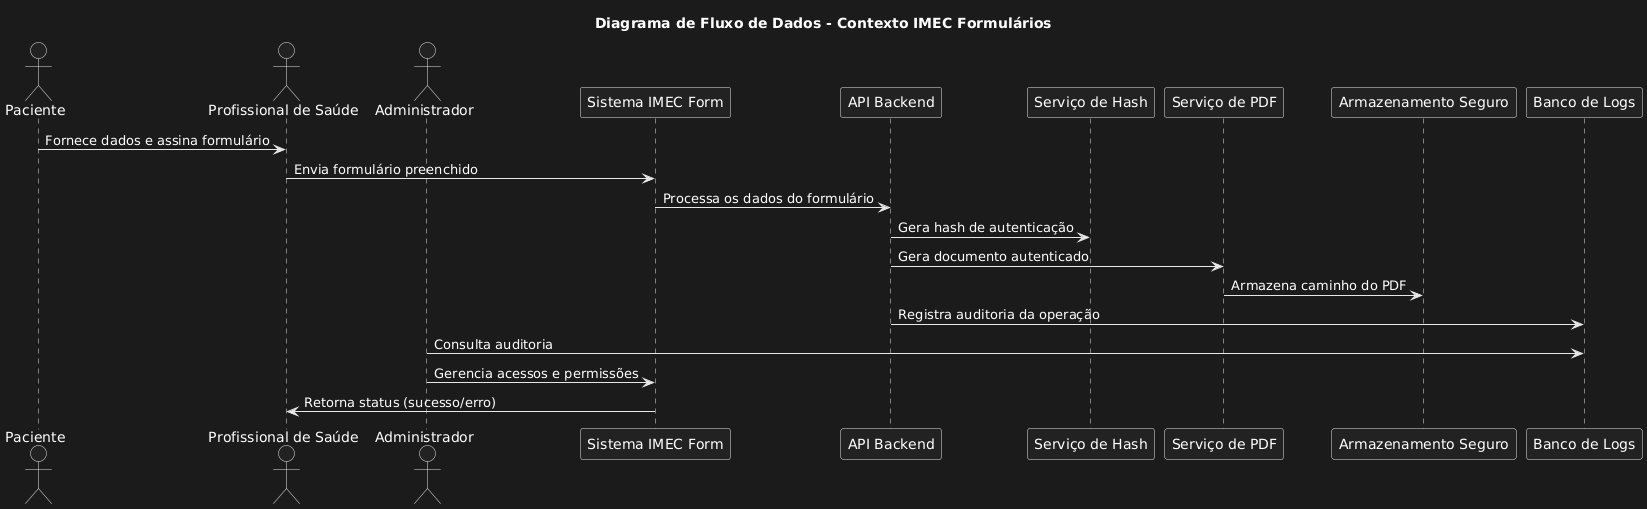 Diagrama de Fluxo de Dados - Contexto IMEC Formulários
Paciente
Profissional de Saúde
Administrador
Sistema IMEC Form
API Backend
Serviço de Hash
Serviço de PDF
Armazenamento Seguro
Banco de Logs
Fornece dados e assina formulário
Envia formulário preenchido
Processa os dados do formulário
Gera hash de autenticação
Gera documento autenticado
Armazena caminho do PDF
Registra auditoria da operação
Consulta auditoria
Gerencia acessos e permissões
Retorna status (sucesso/erro)
Paciente
Profissional de Saúde
Administrador
Sistema IMEC Form
API Backend
Serviço de Hash
Serviço de PDF
Armazenamento Seguro
Banco de Logs